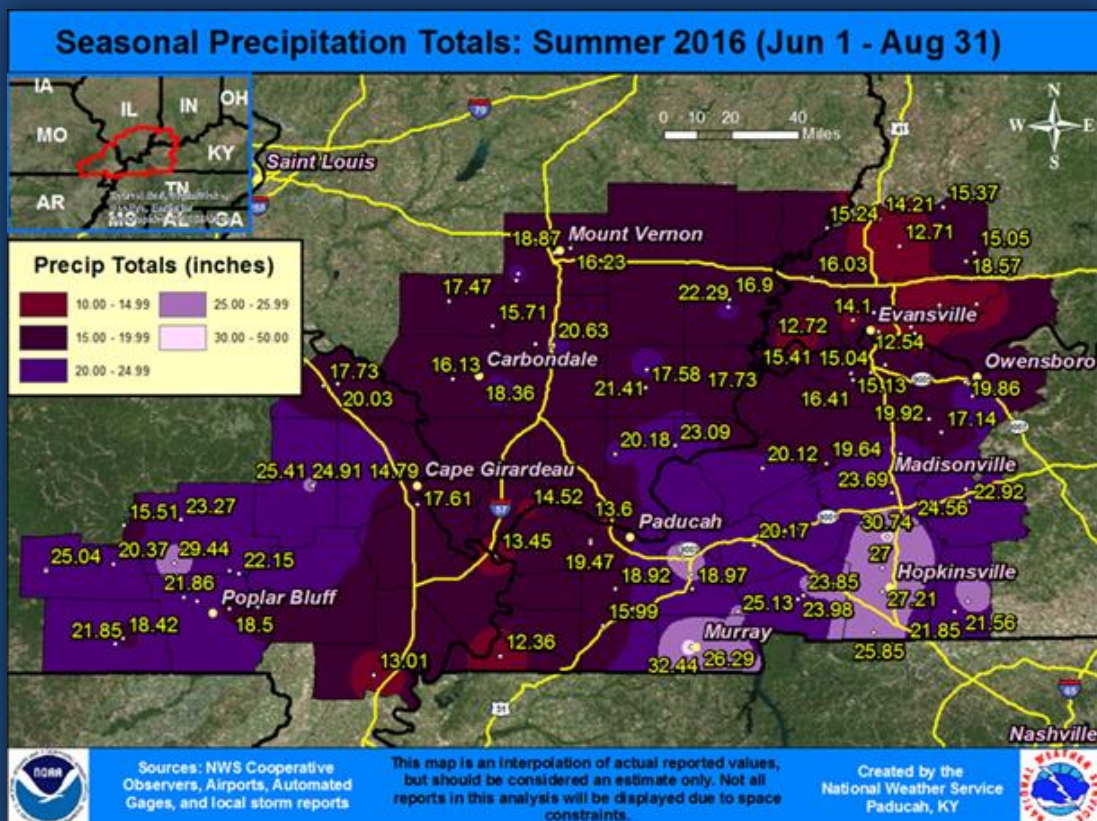 Seasonal Precipitation Totals: Summer 2016 (Jun 1 - Aug 31)
IA
IL
IN
OH
MO
KY
AR
TN
MS
AL
GA
Saint Louis
70
0 10 20 40
Miles
N
W
E
S
41
Precip Totals (inches)
10.00 - 14.99
15.00 - 19.99
20.00 - 24.99
25.00 - 25.99
30.00 - 50.00
18.87
Mount Vernon
16.23
15.24
14.21
15.37
12.71
15.05
18.57
16.03
17.47
22.29
16.9
15.71
14.1
Evansville
20.63
12.72
12.54
16.13
Carbondale
15.41
15.04
Owensboro
17.73
18.36
21.41
17.58
17.73
15.13
19.86
20.03
16.41
19.92
17.14
20.18
23.09
20.12
19.64
25.41
24.91
14.79
Cape Girardeau
Madisonville
17.61
23.69
22.92
14.52
57
13.6
24.56
15.51
23.27
Paducah
20.17
30.74
13.45
25.04
20.37
29.44
22.15
19.47
27
18.92
18.97
23.85
Hopkinsville
21.86
Poplar Bluff
27.21
15.99
25.13
23.98
21.85
18.42
18.5
21.85
21.56
12.36
Murray
25.85
32.44
26.29
13.01
51
65
Nashville
NOAA
Sources: NWS Cooperative
Observers, Airports, Automated
Gages, and local storm reports
This map is an interpolation of actual reported values,
but should be considered an estimate only. Not all
reports in this analysis will be displayed due to space
constraints.
Created by the
National Weather Service
Paducah, KY
NATIONAL WEATHER SERVICE